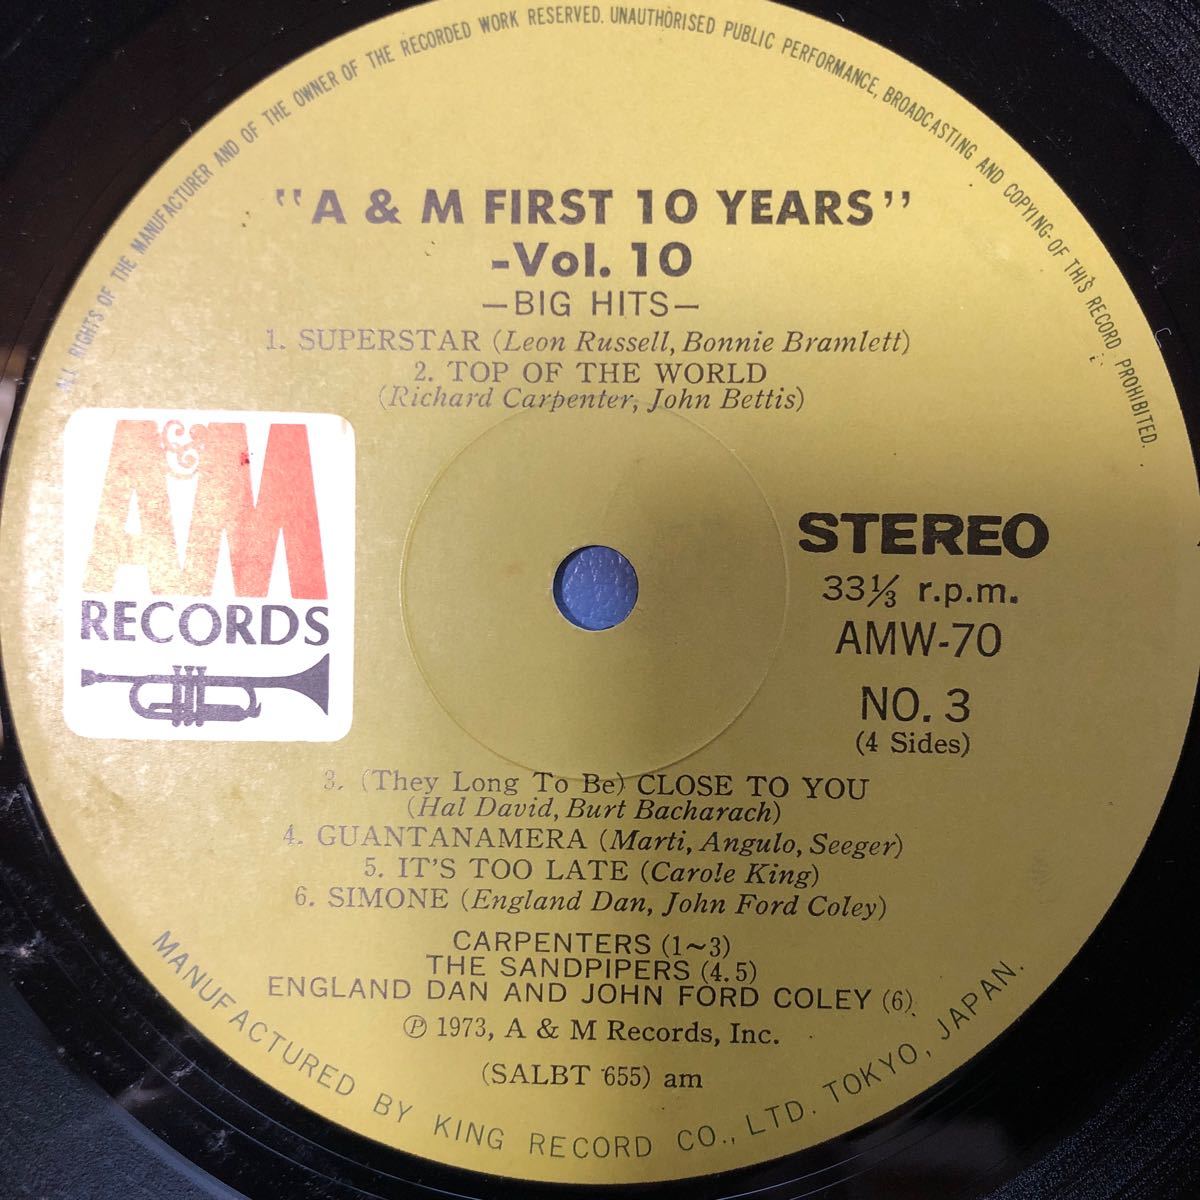 ALL RIGHTS OF THE MANUFACTURER AND OF THE OWNER OF THE RECORDED WORK RESERVED. UNAUTHORISED PUBLIC PERFORMANCE, BROADCASTING AND COPYING OF THIS RECORD PROHIBITED.
"A & M FIRST 10 YEARS"
-Vol. 10
—BIG HITS—
1. SUPERSTAR (Leon Russell, Bonnie Bramlett)
2. TOP OF THE WORLD
(Richard Carpenter, John Bettis)
A&M
RECORDS
STEREO
33⅓ r.p.m.
AMW-70
NO. 3
(4 Sides)
3. (They Long To Be) CLOSE TO YOU
(Hal David, Burt Bacharach)
4. GUANTANAMERA (Marti, Angulo, Seeger)
5. IT'S TOO LATE (Carole King)
6. SIMONE (England Dan, John Ford Coley)
CARPENTERS (1~3)
THE SANDPIPERS (4.5)
ENGLAND DAN AND JOHN FORD COLEY (6)
℗ 1973, A & M Records, Inc.
(SALBT 655) am
MANUFACTURED BY KING RECORD CO., LTD. TOKYO, JAPAN.